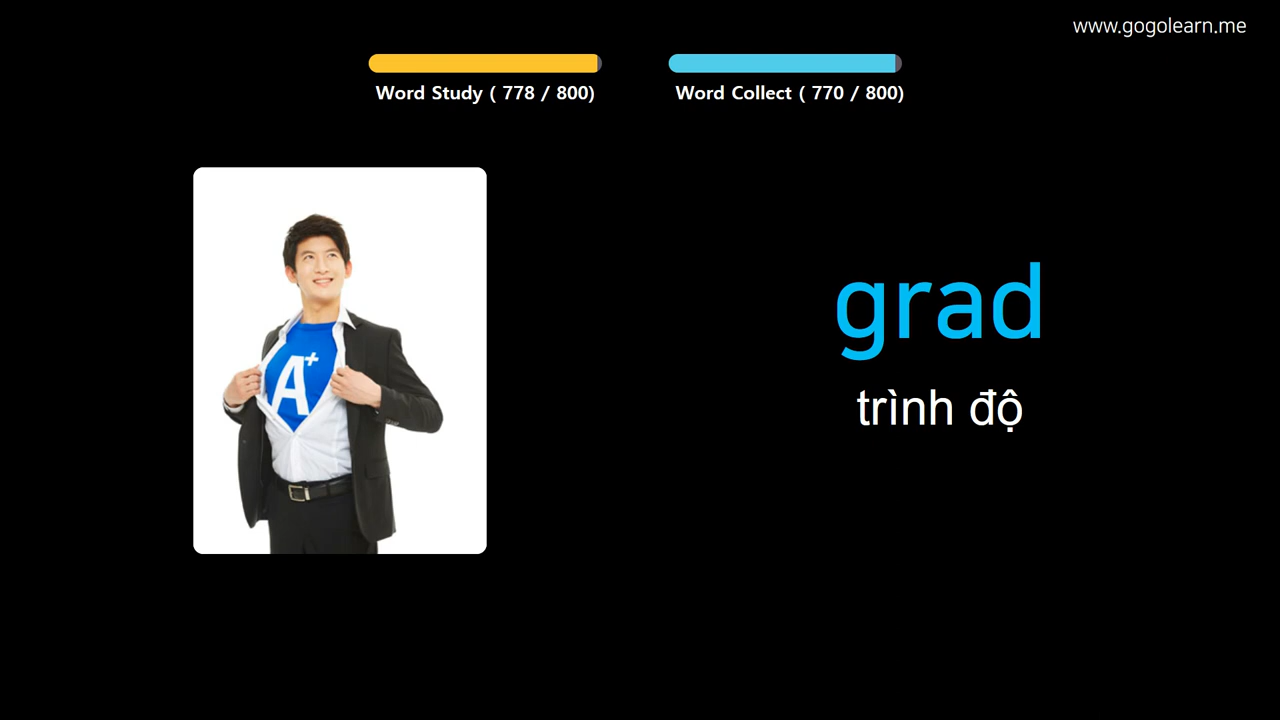 www.gogolearn.me
Word Study ( 778 / 800)
Word Collect ( 770 / 800)
A+
grad
trình độ